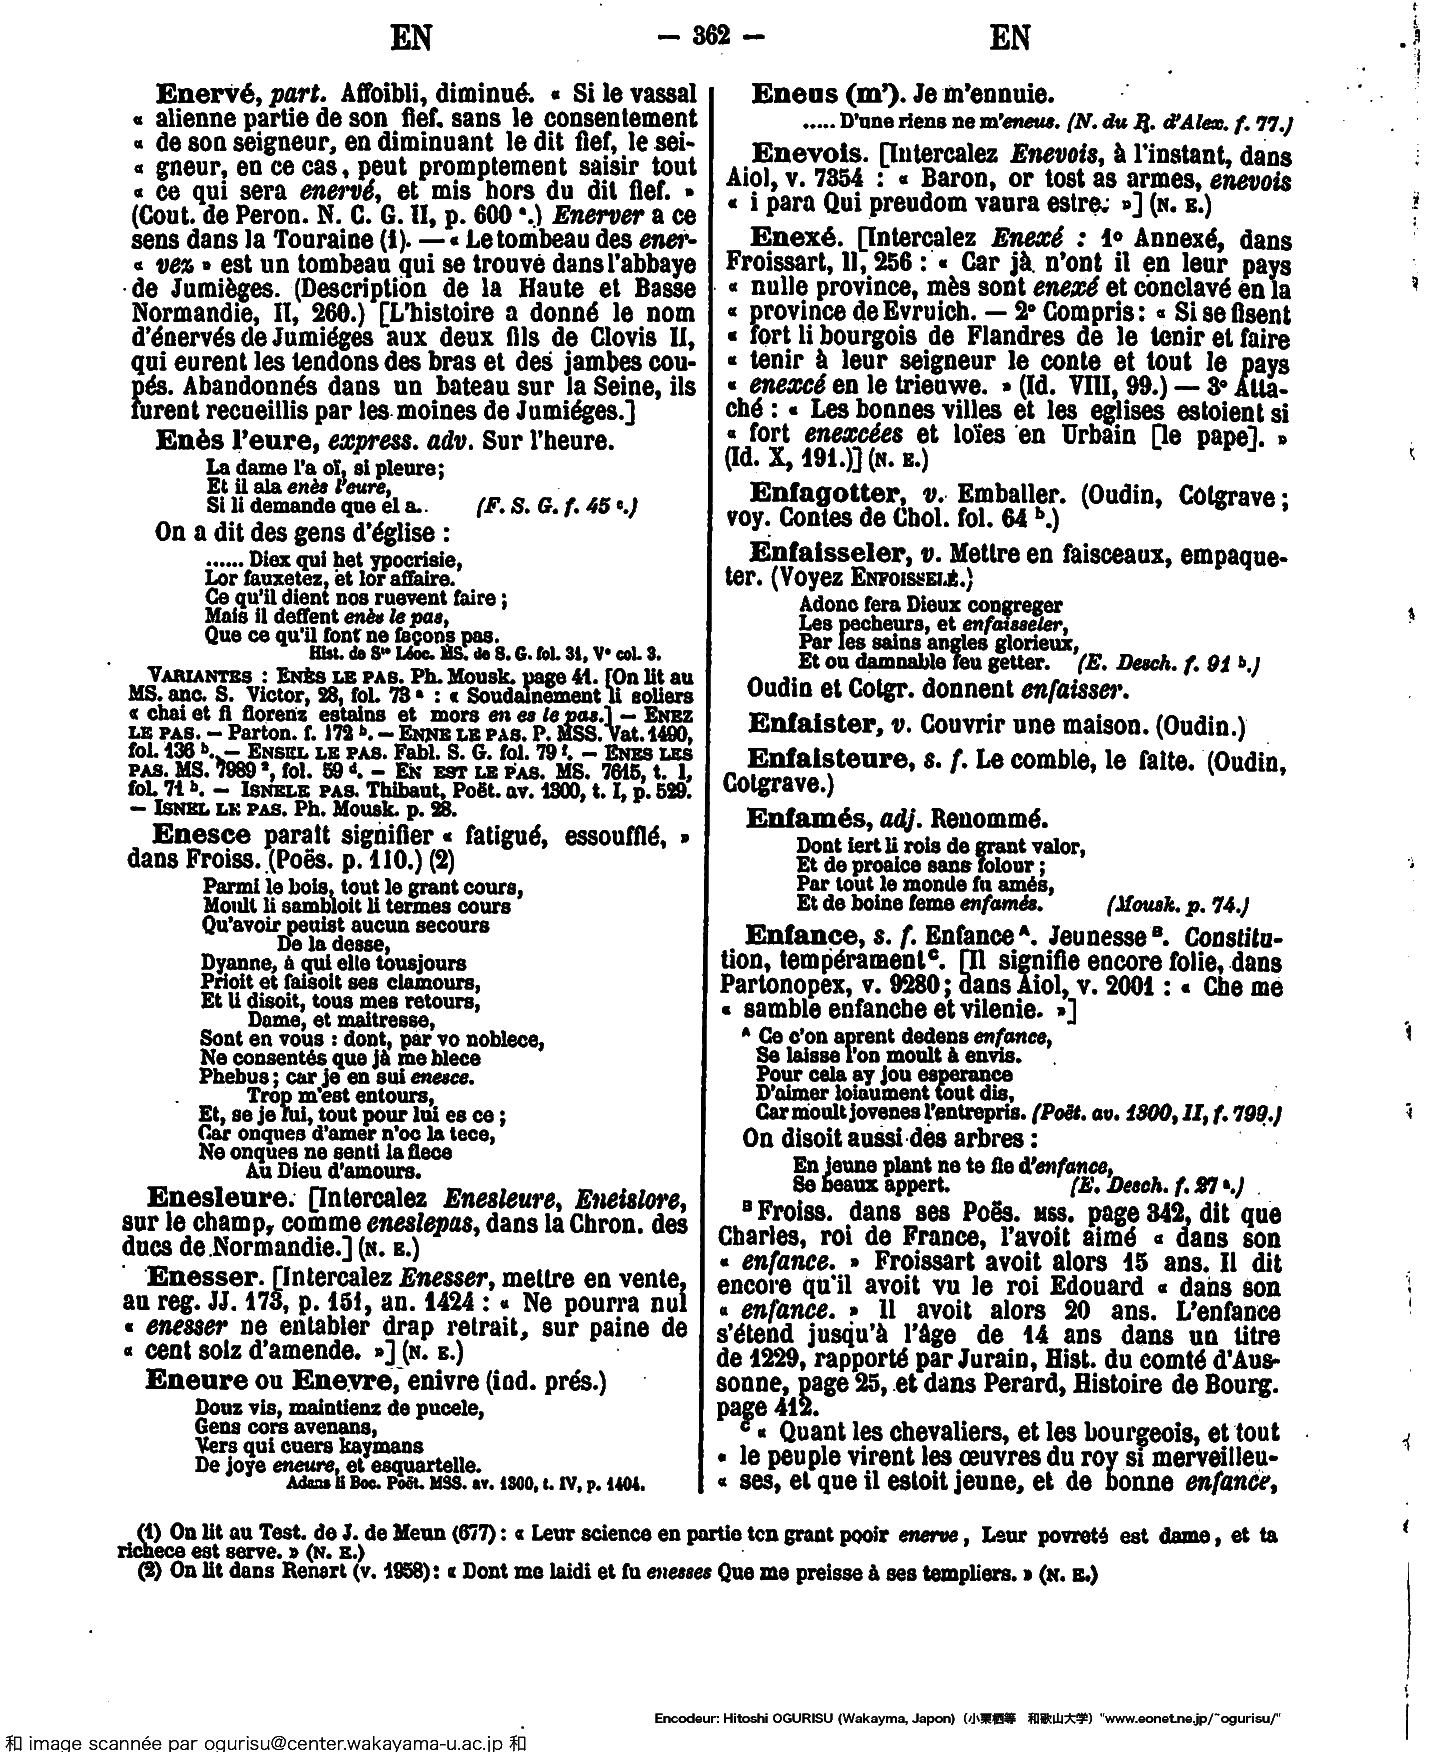 EN
— 362 —
EN
Enervé, part. Affoibli, diminué. « Si le vassal
« alienne partie de son fief, sans le consentement
« de son seigneur, en diminuant le dit fief, le sei-
« gneur, en ce cas, peut promptement saisir tout
« ce qui sera enervé, et mis hors du dit fief. »
(Cout. de Peron. N. C. G. II, p. 600 ª.) Enerver a ce
sens dans la Touraine (1). — « Le tombeau des ener-
« vez » est un tombeau qui se trouve dans l'abbaye
de Jumièges. (Description de la Haute et Basse
Normandie, II, 260.) [L'histoire a donné le nom
d'énervés de Jumiéges aux deux fils de Clovis II,
qui eurent les tendons des bras et des jambes cou-
pés. Abandonnés dans un bateau sur la Seine, ils
furent recueillis par les moines de Jumiéges.]
Enès l'eure, express. adv. Sur l'heure.
La dame l'a oï, si pleure;
Et il ala enès l'eure,
Si li demande que el a.. (F. S. G. f. 45 c.)
On a dit des gens d'église :
...... Diex qui het ypocrisie,
Lor fauxetez, et lor affaire.
Ce qu'il dient nos ruevent faire ;
Mais il deffent enès le pas,
Que ce qu'il font ne façons pas.
Hist. de Ste Léoc. MS. de S. G. fol. 31, Vº col. 3.
VARIANTES : ENÈS LE PAS. Ph. Mousk. page 41. [On lit au
MS. anc. S. Victor, 28, fol. 73 ª : « Soudainement li soliers
« chai et fi florenz estains et mors en es le pas.] — ENEZ
LE PAS. — Parton. f. 172 b. — ENNE LE PAS. P. MSS. Vat. 1490,
fol. 136 b. — ENSEL LE PAS. Fabl. S. G. fol. 79 f. — ENES LES
PAS. MS. 7989 ², fol. 59 d. — EN EST LE PAS. MS. 7615, t. I,
fol. 71 b. — ISNELE PAS. Thibaut, Poët. av. 1300, t. I, p. 529.
— ISNEL LE PAS. Ph. Mousk. p. 28.
Enesce paraît signifier « fatigué, essoufflé, »
dans Froiss. (Poës. p. 110.) (2)
Parmi le bois, tout le grant cours,
Moult li sambloit li termes cours
Qu'avoir peuist aucun secours
De la desse,
Dyanne, à qui elle tousjours
Prioit et faisoit ses clamours,
Et li disoit, tous mes retours,
Dame, et maitresse,
Sont en vous : dont, par vo noblece,
Ne consentés que jà me blece
Phebus ; car je en sui enesce.
Trop m'est entours,
Et, se je fui, tout pour lui es ce ;
Car onques d'amer n'oc la tece,
Ne onques ne senti la flece
Au Dieu d'amours.
Enesleure. [Intercalez Enesleure, Eneislore,
sur le champ, comme eneslepas, dans la Chron. des
ducs de Normandie.] (N. E.)
Enesser. [Intercalez Enesser, mettre en vente,
au reg. JJ. 173, p. 151, an. 1424 : « Ne pourra nul
« enesser ne entabler drap retrait, sur paine de
« cent solz d'amende. »] (N. E.)
Eneure ou Enevre, enivre (ind. prés.)
Douz vis, maintienz de pucele,
Gens cors avenans,
Vers qui cuers kaymans
De joye eneure, et esquartelle.
Adans li Boc. Poët. MSS. av. 1300, t. IV, p. 1404.
Eneus (m'). Je m'ennuie.
..... D'une riens ne m'eneus. (N. du R. d'Alex. f. 77.)
Enevois. [Intercalez Enevois, à l'instant, dans
Aiol, v. 7354 : « Baron, or tost as armes, enevois
« i para Qui preudom vaura estre. »] (N. E.)
Enexé. [Intercalez Enexé : 1º Annexé, dans
Froissart, II, 256 : « Car jà n'ont il en leur pays
« nulle province, mès sont enexé et conclavé en la
« province de Evruich. — 2º Compris : « Si se fisent
« fort li bourgois de Flandres de le tenir et faire
« tenir à leur seigneur le conte et tout le pays
« enexcé en le trieuwe. » (Id. VIII, 99.) — 3º Atta-
ché : « Les bonnes villes et les eglises estoient si
« fort enexcées et loïes en Urbain [le pape]. »
(Id. X, 191.)] (N. E.)
Enfagotter, v. Emballer. (Oudin, Cotgrave ;
voy. Contes de Chol. fol. 64 b.)
Enfaisseler, v. Mettre en faisceaux, empaque-
ter. (Voyez ENFOISSELÉ.)
Adonc fera Dieux congreger
Les pecheurs, et enfaisseler,
Par les sains angles glorieux,
Et ou damnable feu getter. (E. Desch. f. 91 b.)
Oudin et Cotgr. donnent enfaisser.
Enfaister, v. Couvrir une maison. (Oudin.)
Enfaisteure, s. f. Le comble, le faîte. (Oudin,
Cotgrave.)
Enfamés, adj. Renommé.
Dont iert li rois de grant valor,
Et de proaice sans folour ;
Par tout le monde fu amés,
Et de boine feme enfamés. (Mousk. p. 74.)
Enfance, s. f. Enfance A. Jeunesse B. Constitu-
tion, tempérament C. [Il signifie encore folie, dans
Partonopex, v. 9280 ; dans Aiol, v. 2001 : « Che me
« samble enfanche et vilenie. »]
A Ce c'on aprent dedens enfance,
Se laisse l'on moult à envis.
Pour cela ay jou esperance
D'aimer loiaument tout dis,
Car moult jovenes l'entrepris. (Poët. av. 1300, II, f. 799.)
On disoit aussi des arbres :
En jeune plant ne te fie d'enfance,
Se beaux appert. (E. Desch. f. 27 ª.)
B Froiss. dans ses Poës. MSS. page 342, dit que
Charles, roi de France, l'avoit aimé « dans son
« enfance. » Froissart avoit alors 15 ans. Il dit
encore qu'il avoit vu le roi Edouard « dans son
« enfance. » Il avoit alors 20 ans. L'enfance
s'étend jusqu'à l'âge de 14 ans dans un titre
de 1229, rapporté par Jurain, Hist. du comté d'Aus-
sonne, page 25, et dans Perard, Histoire de Bourg.
page 412.
C « Quant les chevaliers, et les bourgeois, et tout
« le peuple virent les œuvres du roy si merveilleu-
« ses, et que il estoit jeune, et de bonne enfance,
(1) On lit au Test. de J. de Meun (677) : « Leur science en partie ton grant pooir enerve, Leur povreté est dame, et ta
richece est serve. » (N. E.)
(2) On lit dans Renart (v. 1958) : « Dont me laidi et fu enesses Que me preisse à ses templiers. » (N. E.)
Encodeur: Hitoshi OGURISU (Wakayma, Japon) (小栗栖等 和歌山大学) "www.eonet.ne.jp/~ogurisu/"
和 image scannée par ogurisu@center.wakayama-u.ac.jp 和